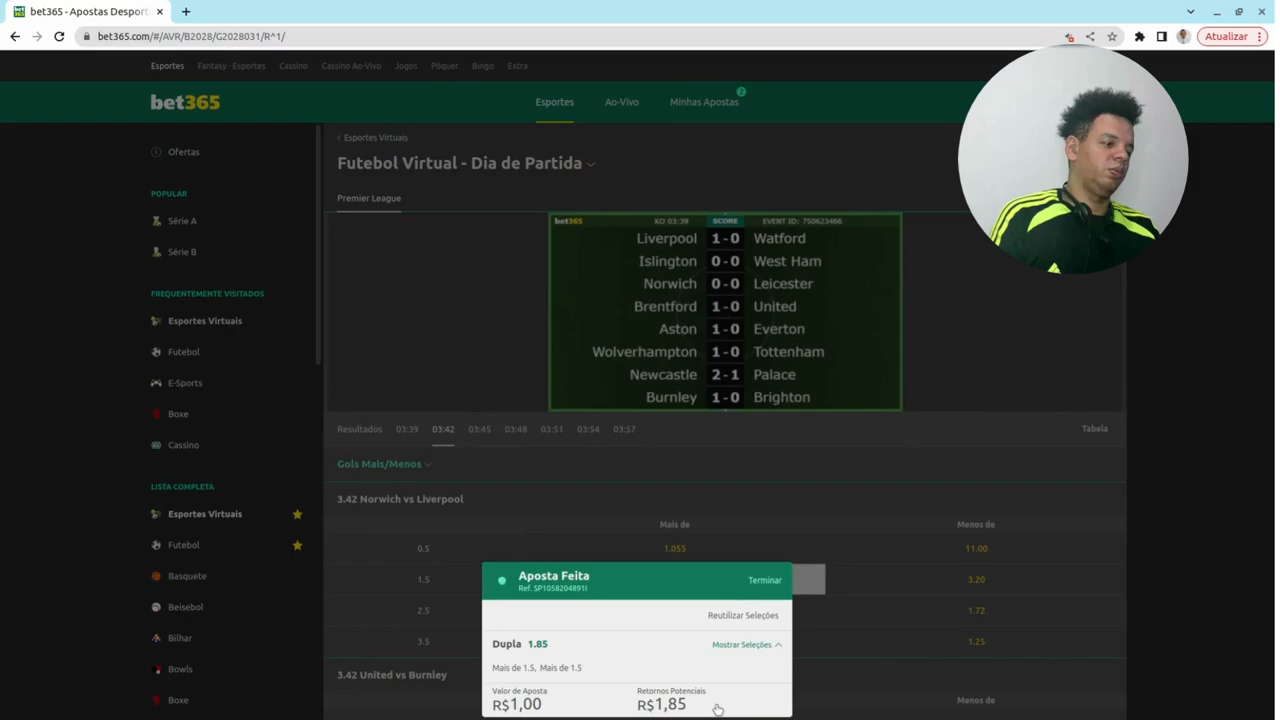 bet365 - Apostas Desport
bet365.com/#/AVR/B2028/G2028031/R^1/
Atualizar
Esportes Fantasy - Esportes Cassino Cassino Ao-Vivo Jogos Pôquer Bingo Extra
bet365
Esportes Ao-Vivo Minhas Apostas 2
Ofertas
POPULAR
Série A
Série B
FREQUENTEMENTE VISITADOS
Esportes Virtuais
Futebol
E-Sports
Boxe
Cassino
LISTA COMPLETA
Esportes Virtuais
Futebol
Basquete
Beisebol
Bilhar
Bowls
Boxe
Esportes Virtuais
Futebol Virtual - Dia de Partida
Premier League
bet365 KO 03:39 SCORE EVENT ID: 750623466
Liverpool 1-0 Watford
Islington 0-0 West Ham
Norwich 0-0 Leicester
Brentford 1-0 United
Aston 1-0 Everton
Wolverhampton 1-0 Tottenham
Newcastle 2-1 Palace
Burnley 1-0 Brighton
Resultados 03:39 03:42 03:45 03:48 03:51 03:54 03:57 Tabela
Gols Mais/Menos
3.42 Norwich vs Liverpool
Mais de Menos de
0.5 1.055 11.00
1.5 3.20
2.5 1.72
3.5 1.25
3.42 United vs Burnley
Menos de
Aposta Feita Terminar
Ref. SP1058204891I
Reutilizar Seleções
Dupla 1.85 Mostrar Seleções
Mais de 1.5, Mais de 1.5
Valor de Aposta Retornos Potenciais
R$1,00 R$1,85